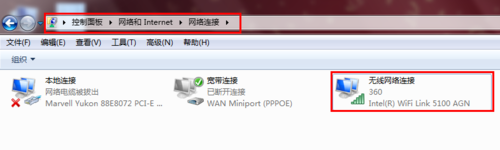 控制面板 ▸ 网络和 Internet ▸ 网络连接 ▸
文件(F) 编辑(E) 查看(V) 工具(T) 高级(N) 帮助(H)
组织
本地连接
网络电缆被拔出
Marvell Yukon 88E8072 PCI-E ...
宽带连接
已断开连接
WAN Miniport (PPPOE)
无线网络连接
360
Intel(R) WiFi Link 5100 AGN